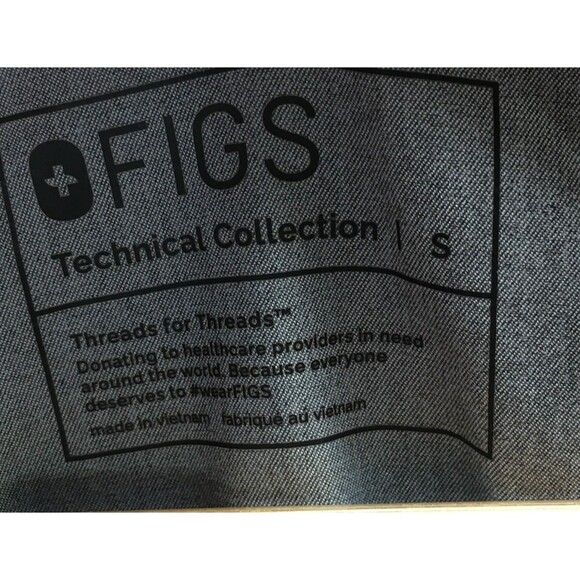 FIGS
Technical Collection | S
Threads for Threads™
Donating to healthcare providers in need
around the world. Because everyone
deserves to #wearFIGS
made in vietnam fabriqué au vietnam